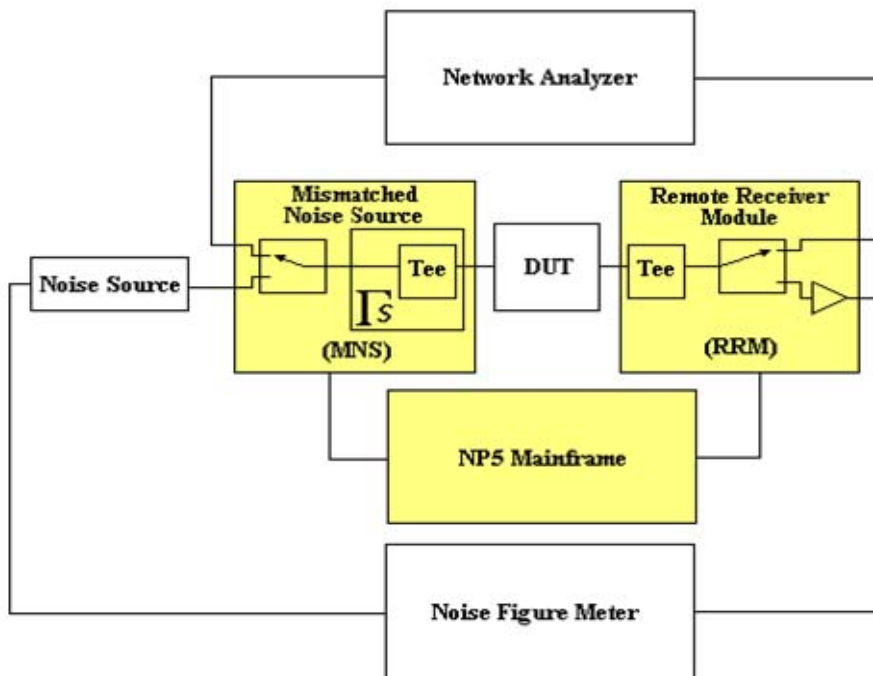 Network Analyzer
Mismatched
Noise Source
Remote Receiver
Module
Noise Source
Tee
Γs
DUT
Tee
(MNS)
(RRM)
NP5 Mainframe
Noise Figure Meter